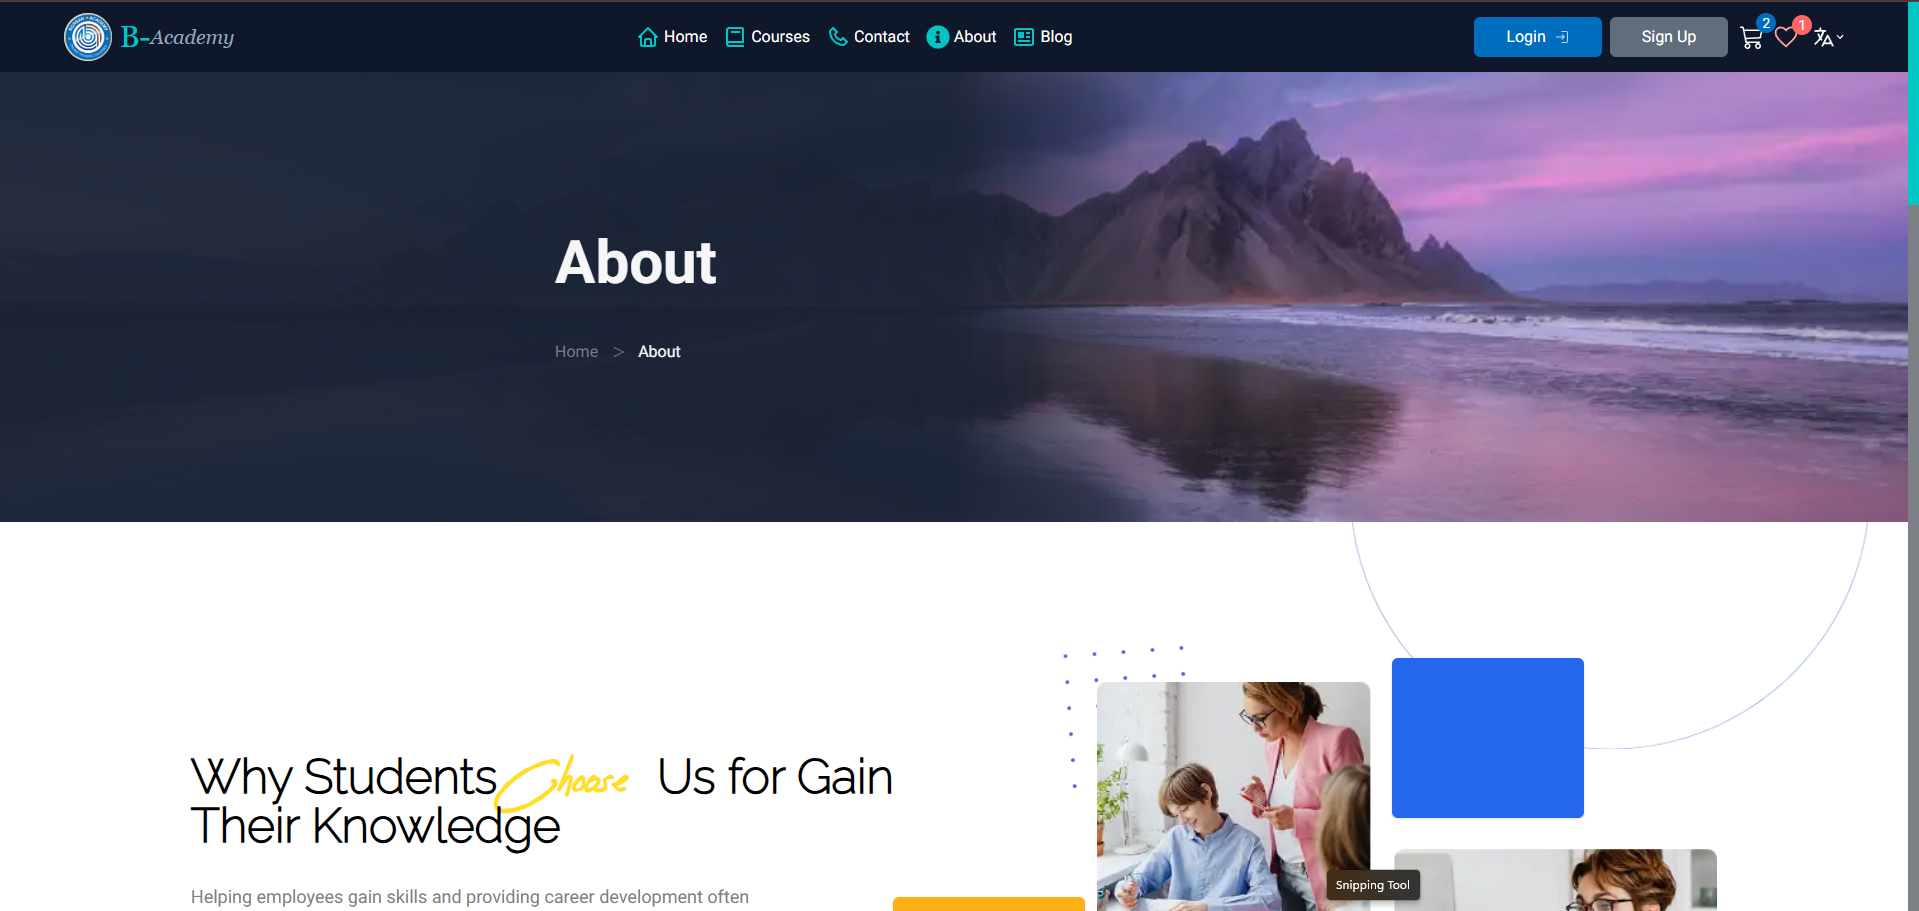 B-Academy
Home
Courses
Contact
About
Blog
Login
Sign Up
2
1
About
Home > About
Why Students Choose Us for Gain
Their Knowledge
Helping employees gain skills and providing career development often
Snipping Tool